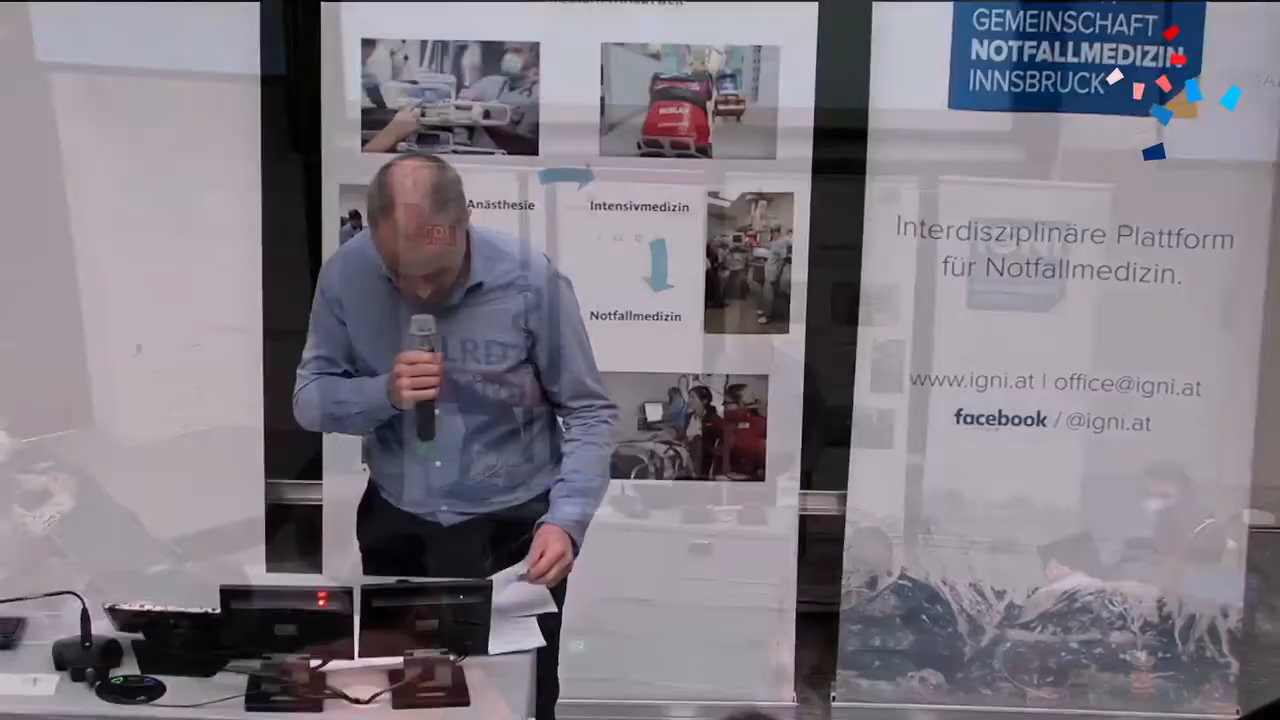 GEMEINSCHAFT
NOTFALLMEDIZIN
INNSBRUCK
Anästhesie
Intensivmedizin
Notfallmedizin
Interdisziplinäre Plattform
für Notfallmedizin.
www.igni.at | office@igni.at
facebook / @igni.at